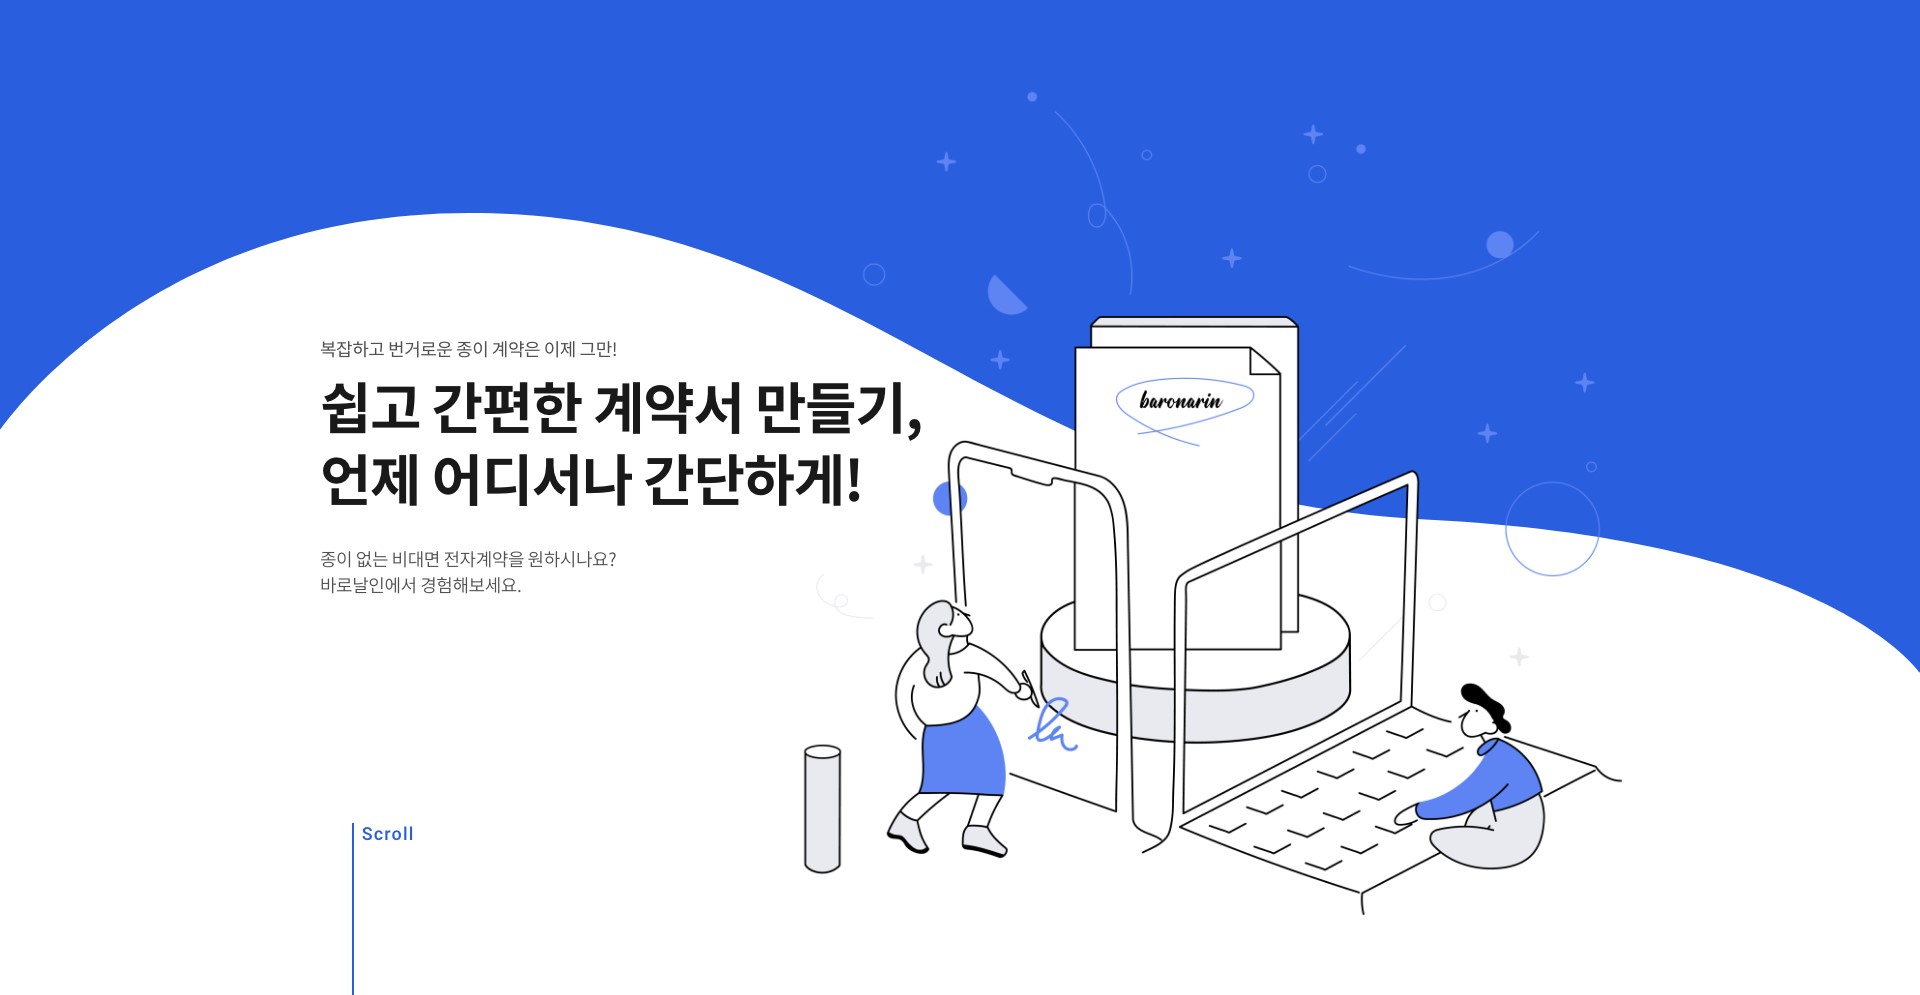 복잡하고 번거로운 종이 계약은 이제 그만!
쉽고 간편한 계약서 만들기,
언제 어디서나 간단하게!
종이 없는 비대면 전자계약을 원하시나요?
바로날인에서 경험해보세요.
baronarin
Scroll